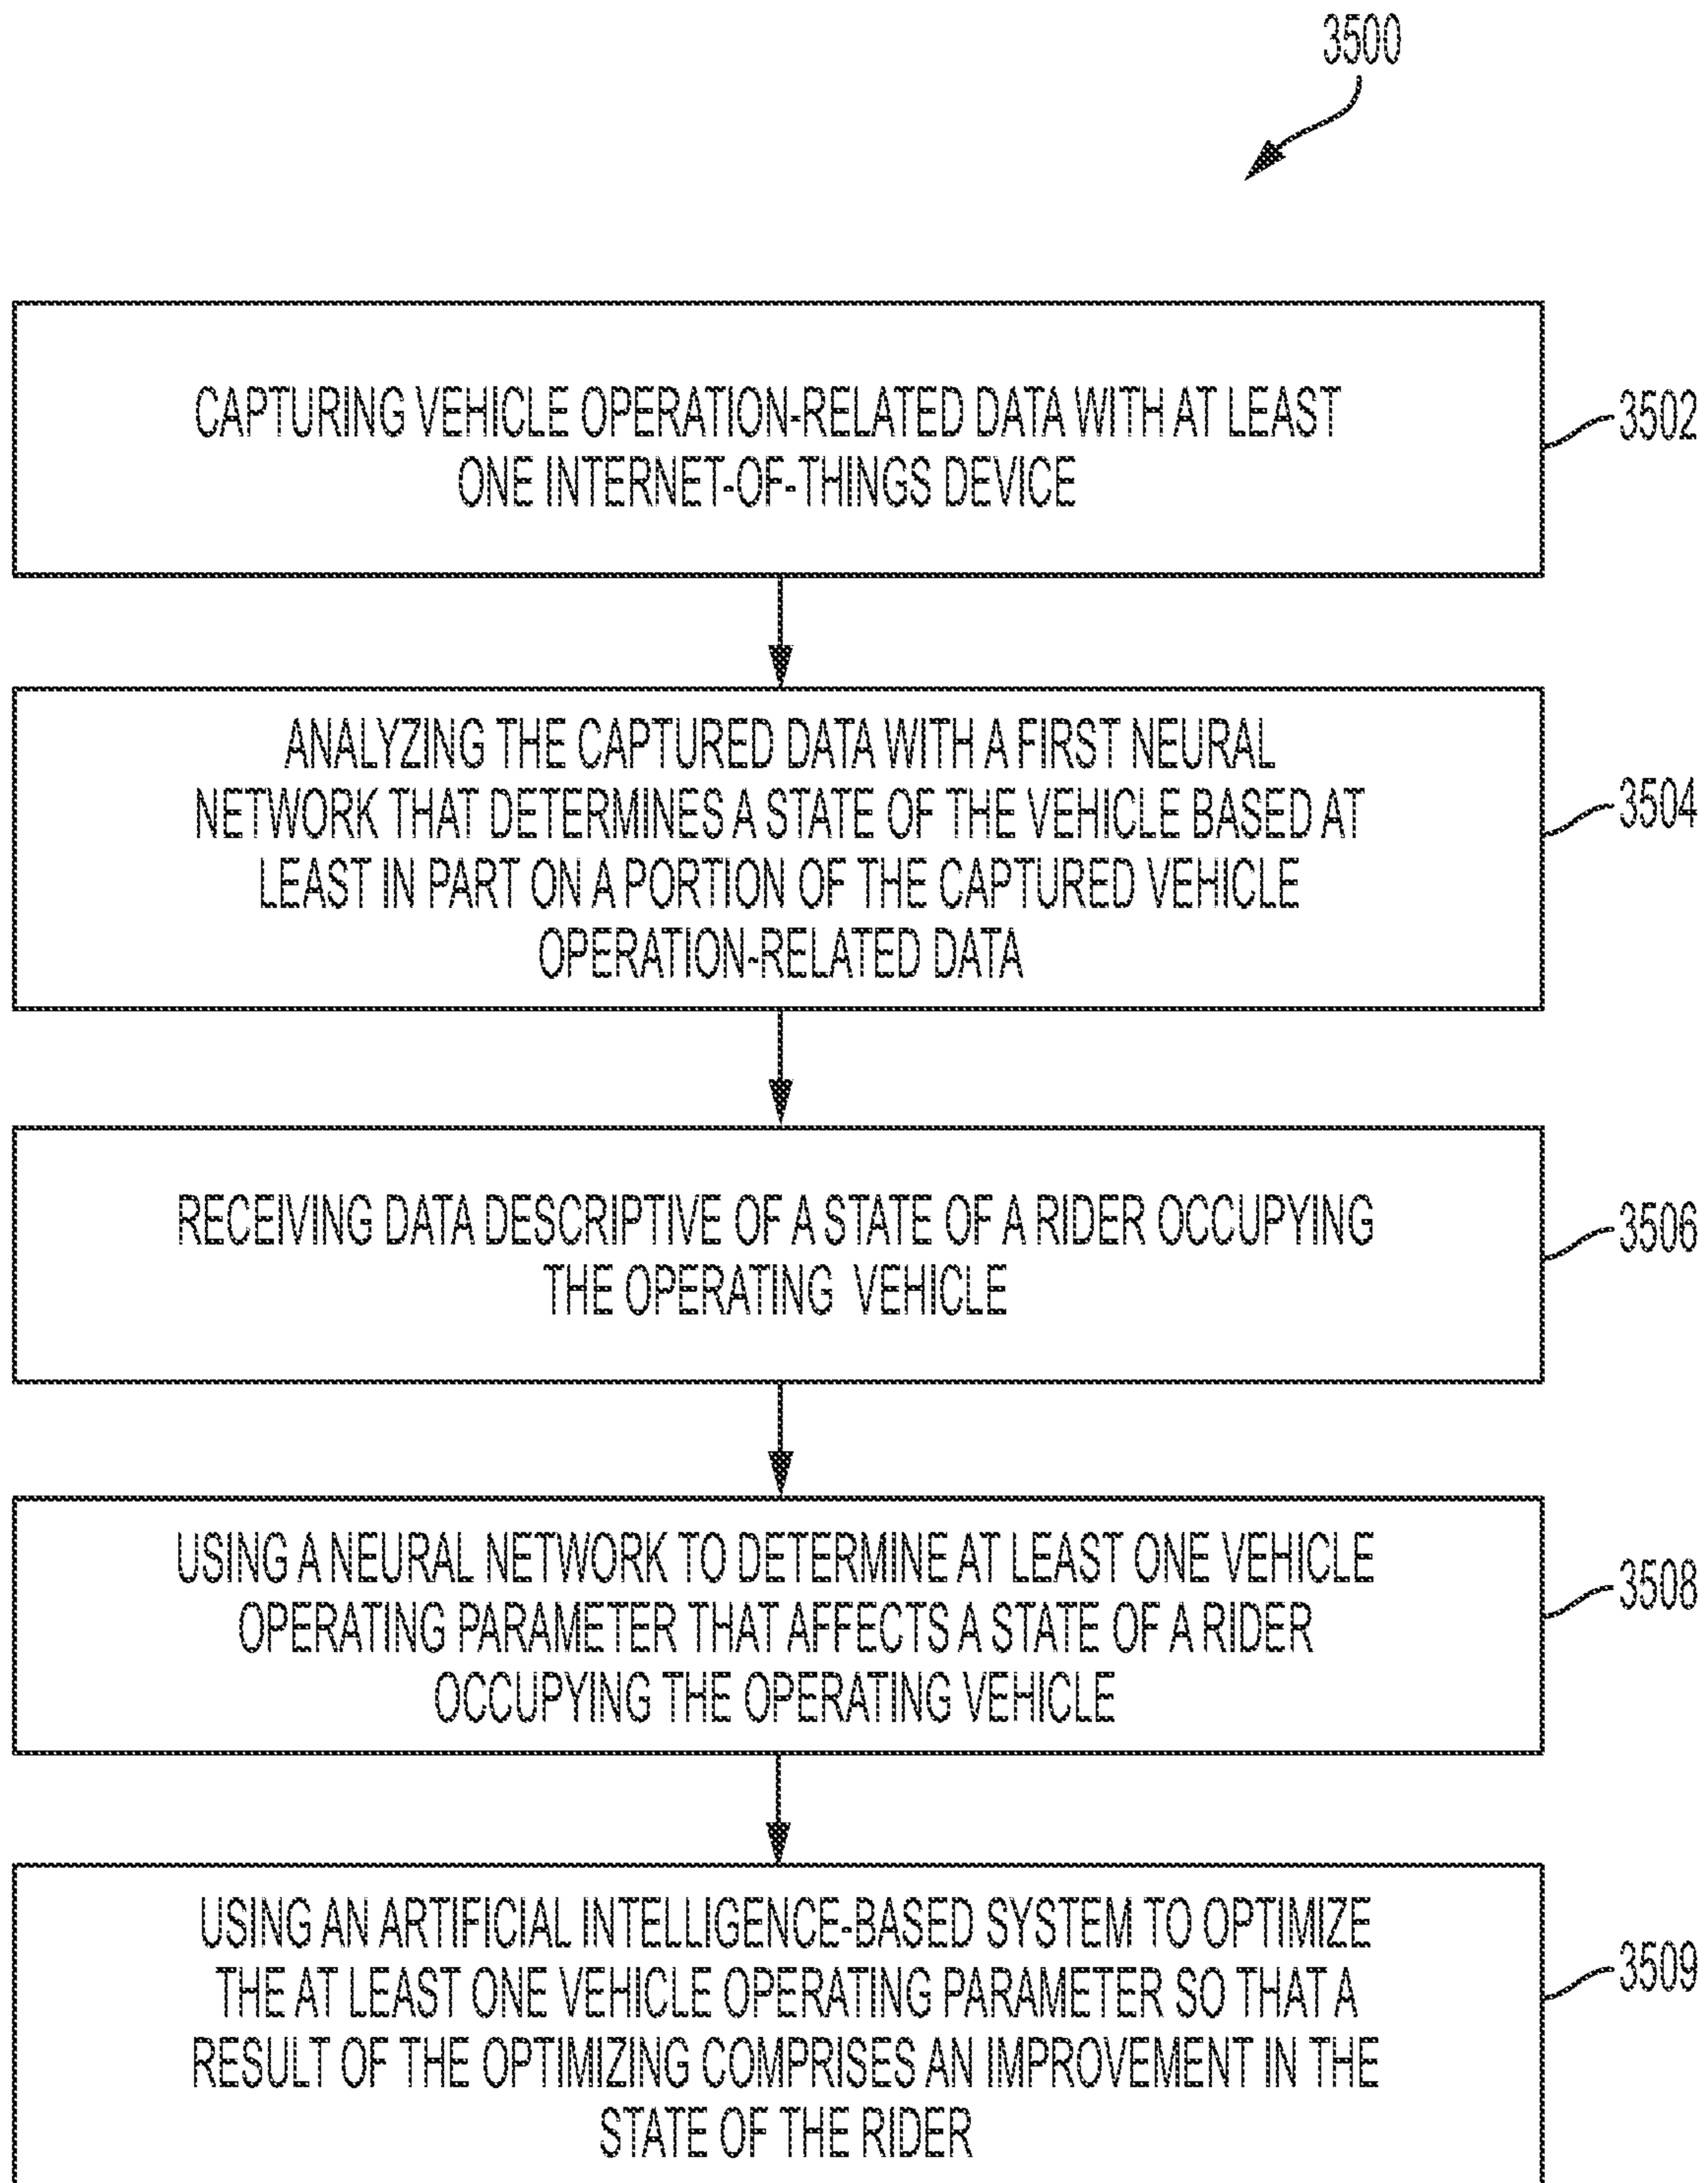 3500
CAPTURING VEHICLE OPERATION-RELATED DATA WITH AT LEAST
ONE INTERNET-OF-THINGS DEVICE
3502
ANALYZING THE CAPTURED DATA WITH A FIRST NEURAL
NETWORK THAT DETERMINES A STATE OF THE VEHICLE BASED AT
LEAST IN PART ON A PORTION OF THE CAPTURED VEHICLE
OPERATION-RELATED DATA
3504
RECEIVING DATA DESCRIPTIVE OF A STATE OF A RIDER OCCUPYING
THE OPERATING VEHICLE
3506
USING A NEURAL NETWORK TO DETERMINE AT LEAST ONE VEHICLE
OPERATING PARAMETER THAT AFFECTS A STATE OF A RIDER
OCCUPYING THE OPERATING VEHICLE
3508
USING AN ARTIFICIAL INTELLIGENCE-BASED SYSTEM TO OPTIMIZE
THE AT LEAST ONE VEHICLE OPERATING PARAMETER SO THAT A
RESULT OF THE OPTIMIZING COMPRISES AN IMPROVEMENT IN THE
STATE OF THE RIDER
3509